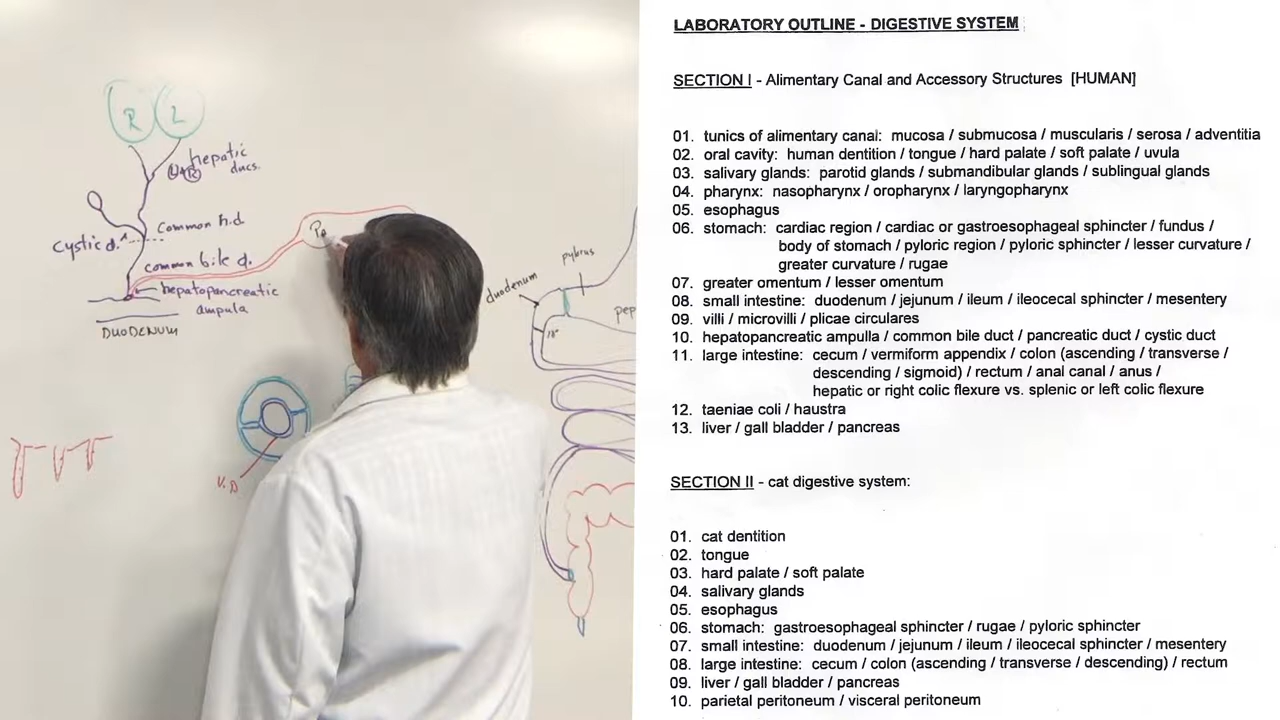 R L
hepatic
ducs.
Common h.d
Cystic d.
common bile d.
hepatopancreatic
ampula
DUODENUM
pylorus
duodenum
pep
LABORATORY OUTLINE - DIGESTIVE SYSTEM
SECTION I - Alimentary Canal and Accessory Structures [HUMAN]
01. tunics of alimentary canal: mucosa / submucosa / muscularis / serosa / adventitia
02. oral cavity: human dentition / tongue / hard palate / soft palate / uvula
03. salivary glands: parotid glands / submandibular glands / sublingual glands
04. pharynx: nasopharynx / oropharynx / laryngopharynx
05. esophagus
06. stomach: cardiac region / cardiac or gastroesophageal sphincter / fundus /
body of stomach / pyloric region / pyloric sphincter / lesser curvature /
greater curvature / rugae
07. greater omentum / lesser omentum
08. small intestine: duodenum / jejunum / ileum / ileocecal sphincter / mesentery
09. villi / microvilli / plicae circulares
10. hepatopancreatic ampulla / common bile duct / pancreatic duct / cystic duct
11. large intestine: cecum / vermiform appendix / colon (ascending / transverse /
descending / sigmoid) / rectum / anal canal / anus /
hepatic or right colic flexure vs. splenic or left colic flexure
12. taeniae coli / haustra
13. liver / gall bladder / pancreas
SECTION II - cat digestive system:
01. cat dentition
02. tongue
03. hard palate / soft palate
04. salivary glands
05. esophagus
06. stomach: gastroesophageal sphincter / rugae / pyloric sphincter
07. small intestine: duodenum / jejunum / ileum / ileocecal sphincter / mesentery
08. large intestine: cecum / colon (ascending / transverse / descending) / rectum
09. liver / gall bladder / pancreas
10. parietal peritoneum / visceral peritoneum